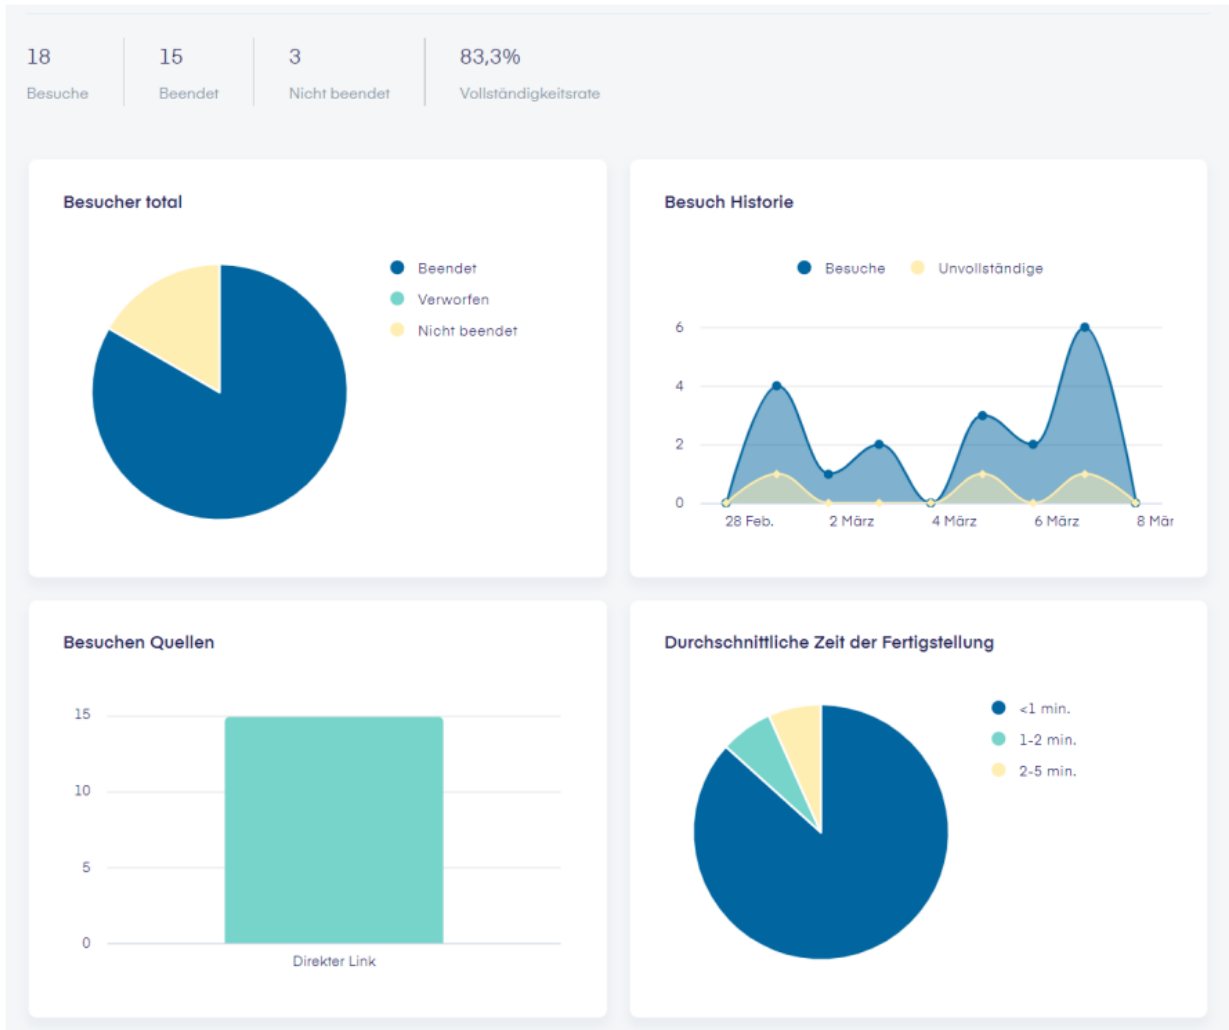 18
15
3
83,3%
Besuche
Beendet
Nicht beendet
Vollständigkeitsrate
Besucher total
Beendet
Verworfen
Nicht beendet
Besuch Historie
Besuche
Unvollständige
6
4
2
0
28 Feb.
2 März
4 März
6 März
8 Mär
Besuchen Quellen
15
10
5
0
Direkter Link
Durchschnittliche Zeit der Fertigstellung
<1 min.
1-2 min.
2-5 min.